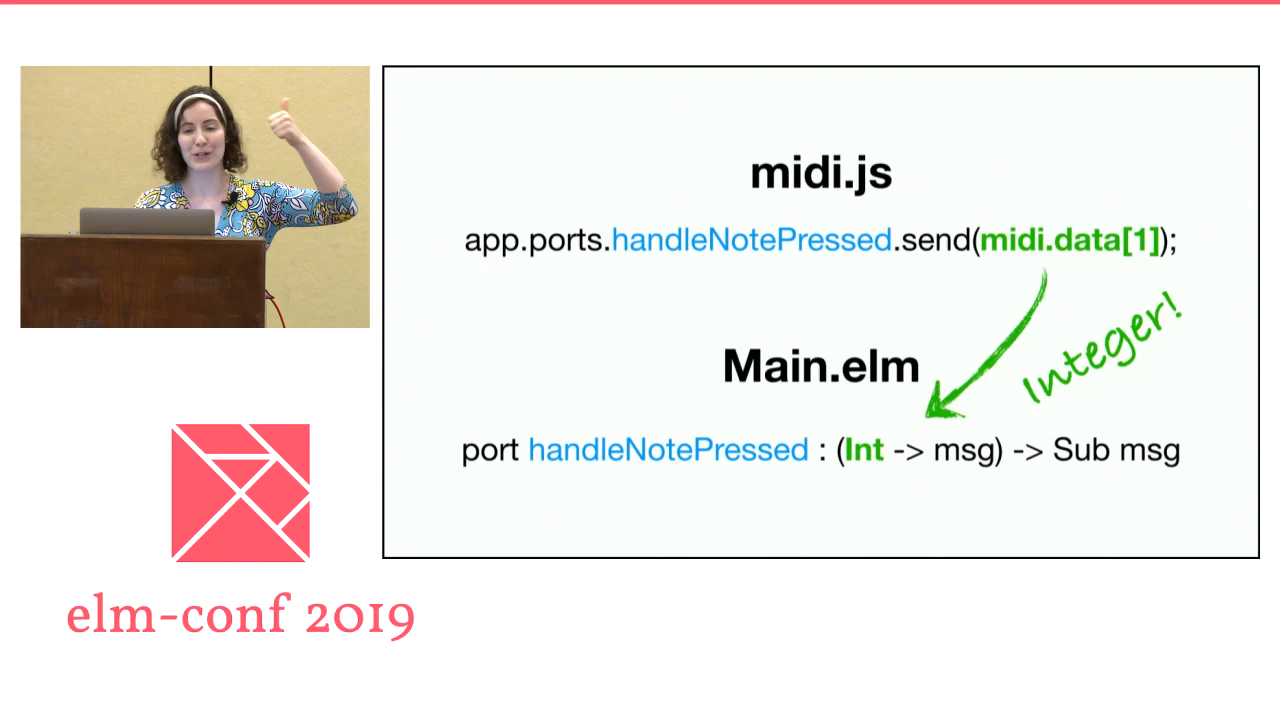 midi.js
app.ports.handleNotePressed.send(midi.data[1]);
Integer!
Main.elm
port handleNotePressed : (Int -> msg) -> Sub msg
elm-conf 2019